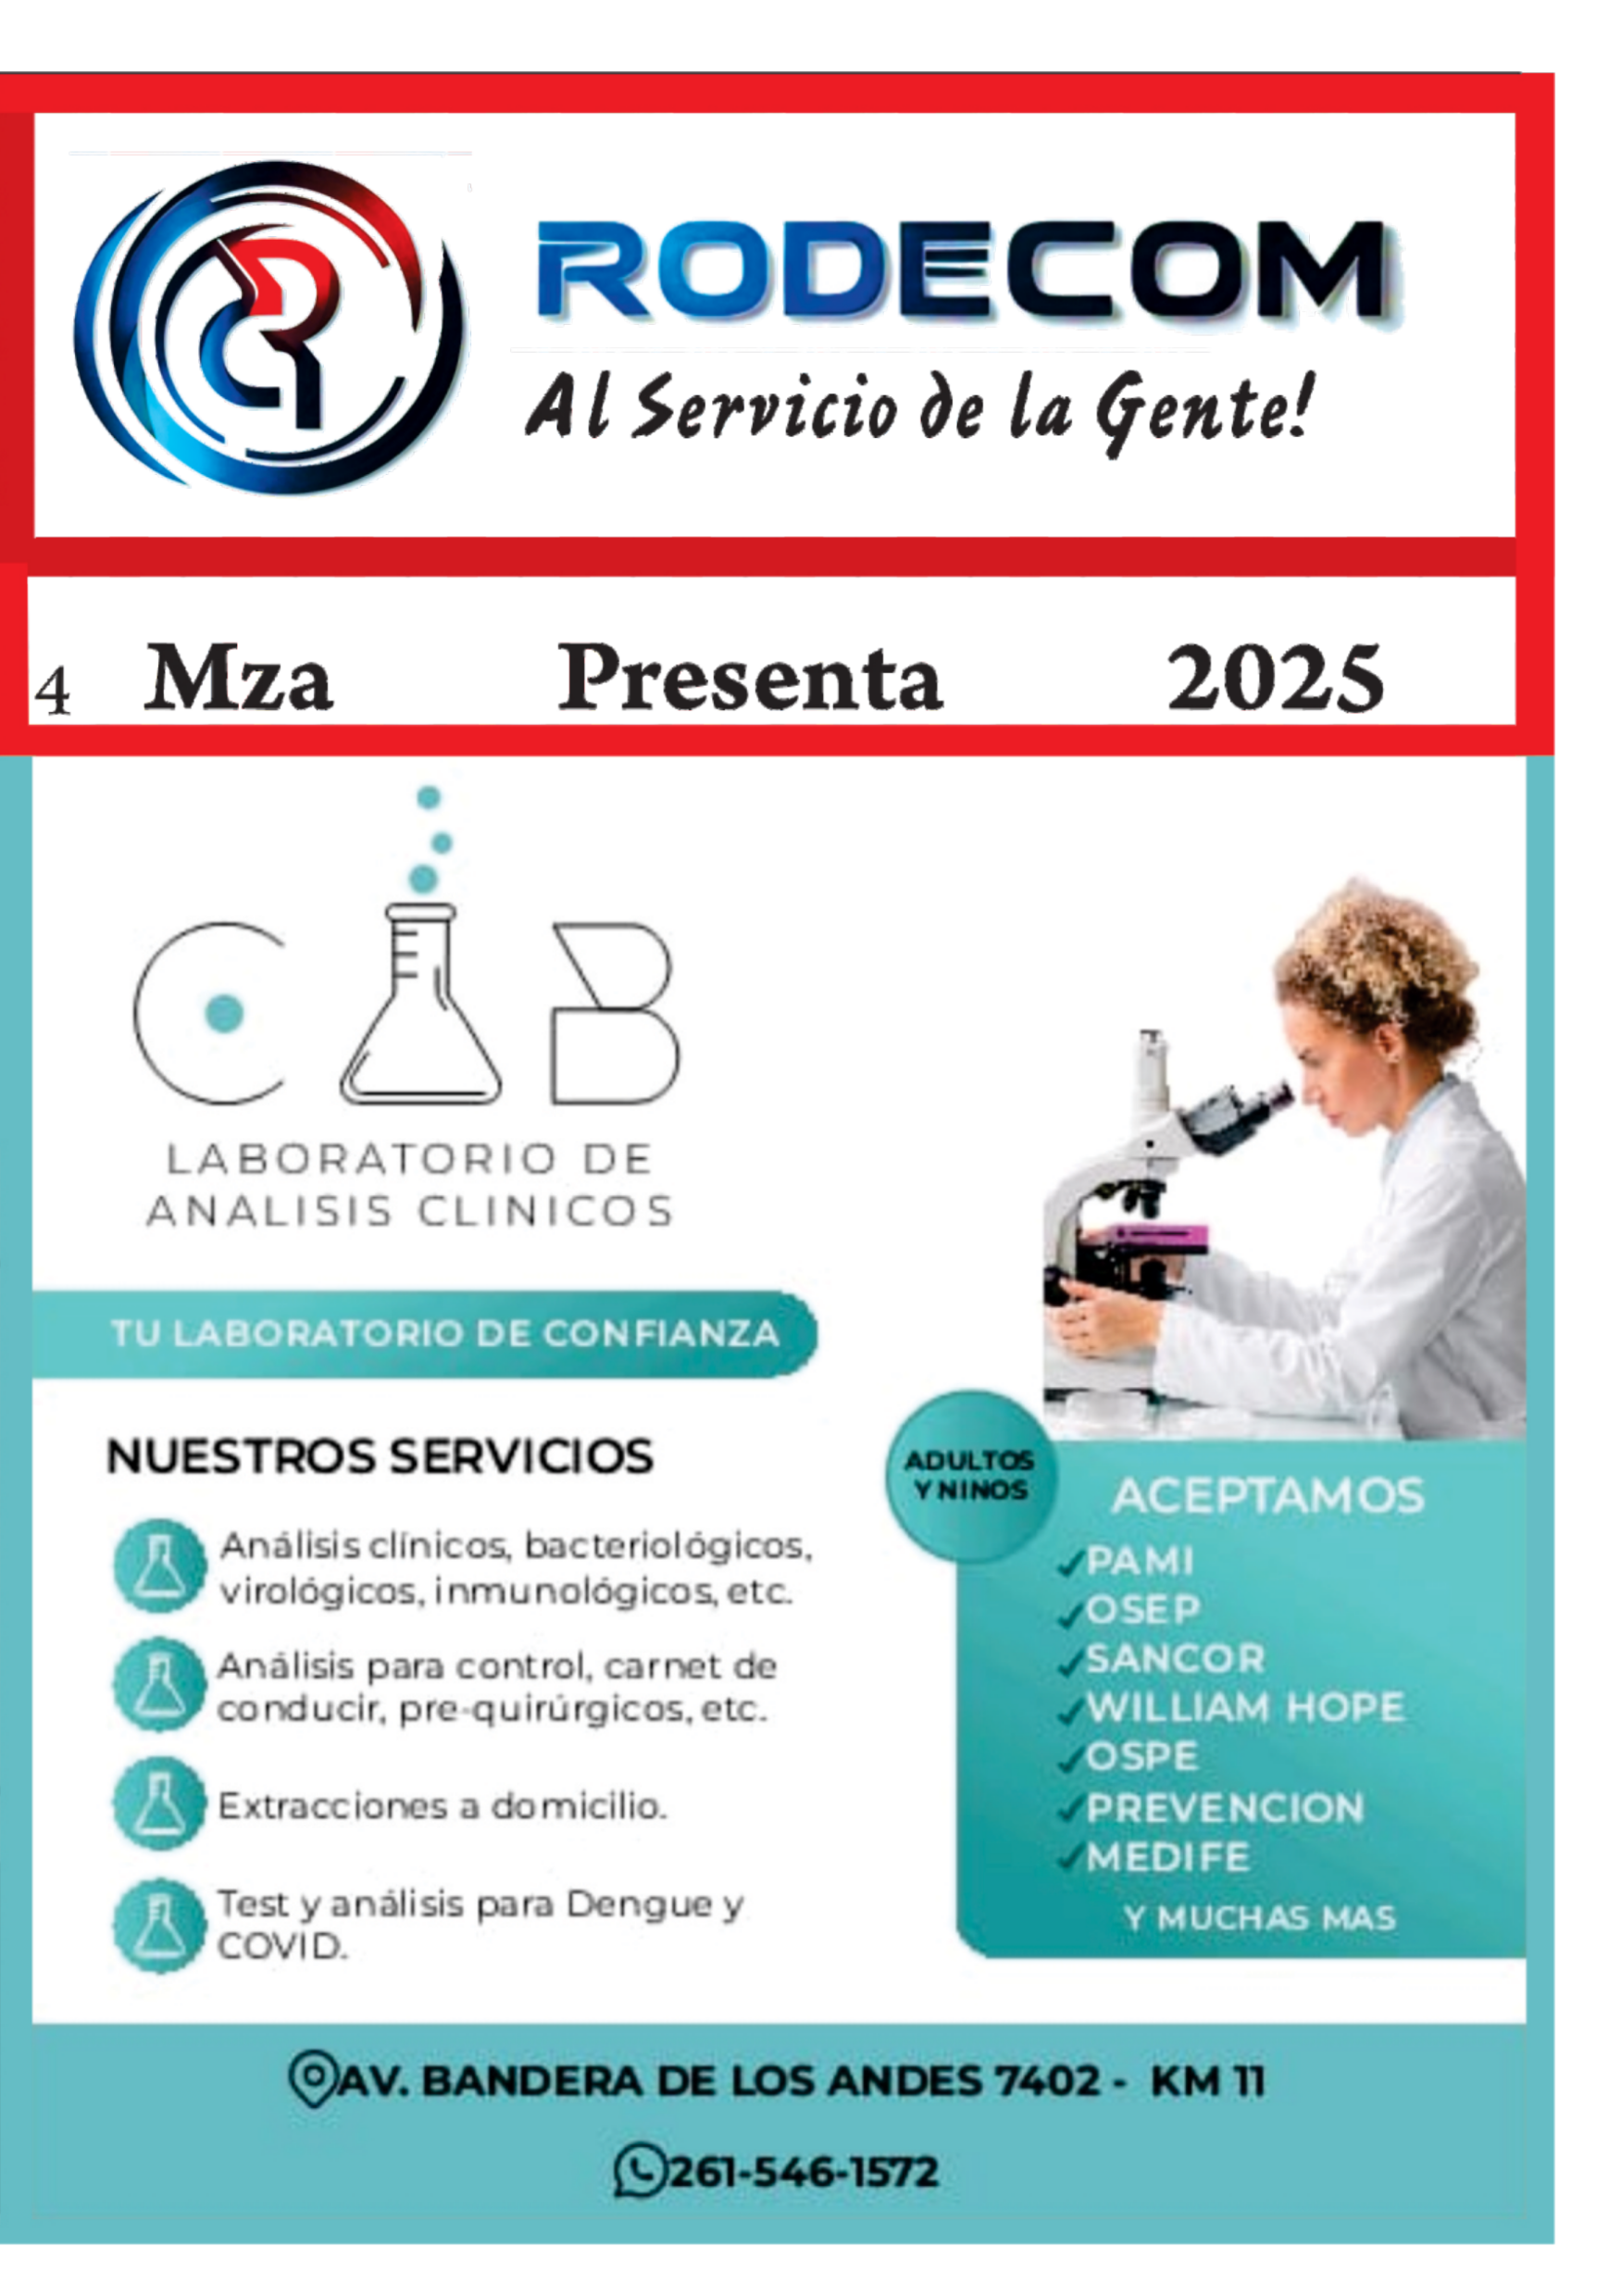 RODECOM
Al Servicio de la Gente!
4 Mza Presenta 2025
CAB
LABORATORIO DE
ANALISIS CLINICOS
TU LABORATORIO DE CONFIANZA
NUESTROS SERVICIOS
Análisis clínicos, bacteriológicos,
virológicos, inmunológicos, etc.
Análisis para control, carnet de
conducir, pre-quirúrgicos, etc.
Extracciones a domicilio.
Test y análisis para Dengue y
COVID.
ADULTOS
Y NINOS
ACEPTAMOS
PAMI
OSEP
SANCOR
WILLIAM HOPE
OSPE
PREVENCION
MEDIFE
Y MUCHAS MAS
AV. BANDERA DE LOS ANDES 7402 - KM 11
261-546-1572